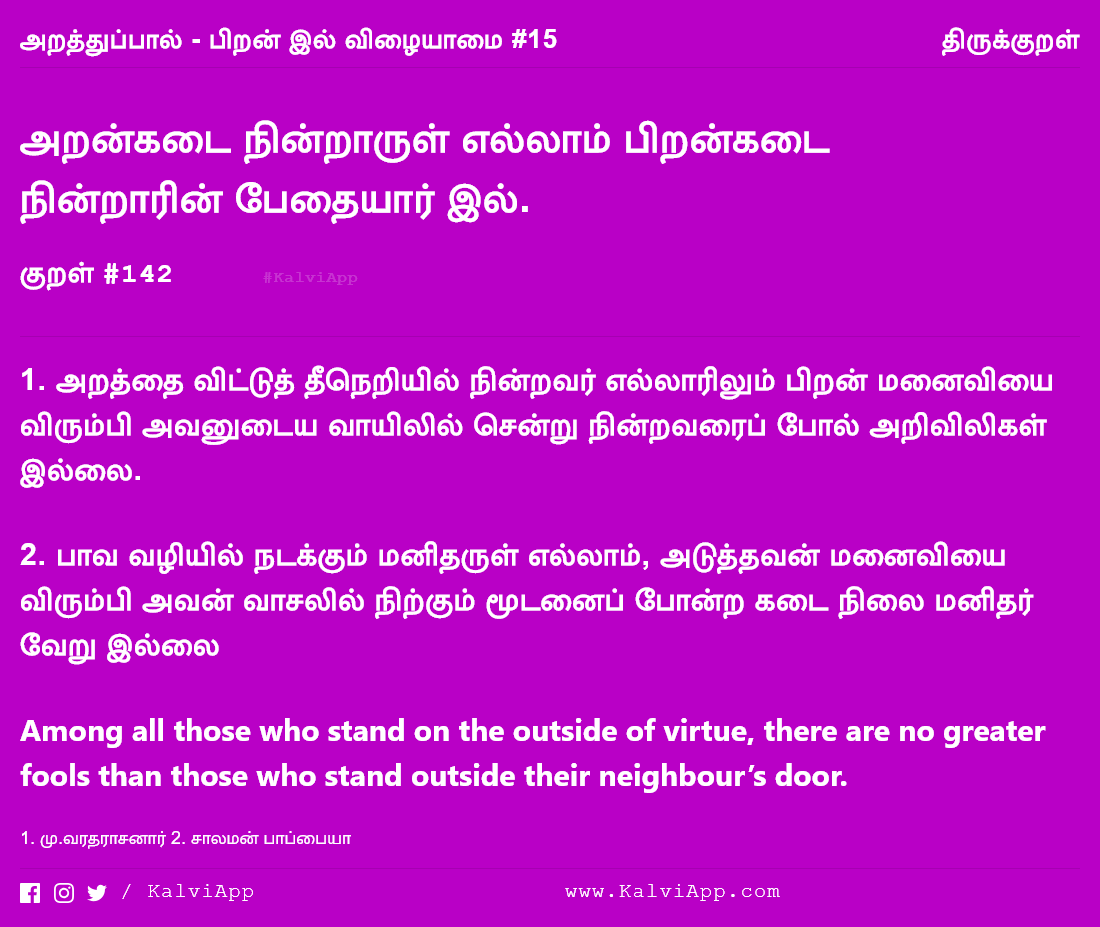 அறத்துப்பால் - பிறன் இல் விழையாமை #15 திருக்குறள்
அறன்கடை நின்றாருள் எல்லாம் பிறன்கடை
நின்றாரின் பேதையார் இல்.
குறள் #142 #KalviApp
1. அறத்தை விட்டுத் தீநெறியில் நின்றவர் எல்லாரிலும் பிறன் மனைவியை
விரும்பி அவனுடைய வாயிலில் சென்று நின்றவரைப் போல் அறிவிலிகள்
இல்லை.
2. பாவ வழியில் நடக்கும் மனிதருள் எல்லாம், அடுத்தவன் மனைவியை
விரும்பி அவன் வாசலில் நிற்கும் மூடனைப் போன்ற கடை நிலை மனிதர்
வேறு இல்லை
Among all those who stand on the outside of virtue, there are no greater
fools than those who stand outside their neighbour’s door.
1. மு.வரதராசனார் 2. சாலமன் பாப்பையா
/ KalviApp www.KalviApp.com